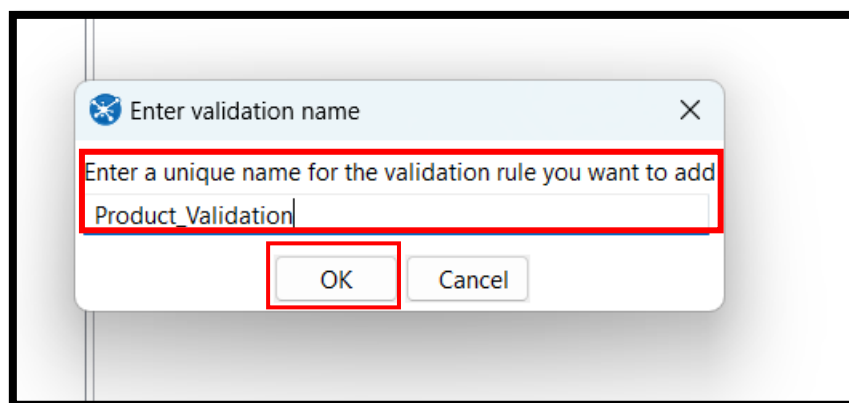 Enter validation name
Enter a unique name for the validation rule you want to add
Product_Validation
OK Cancel